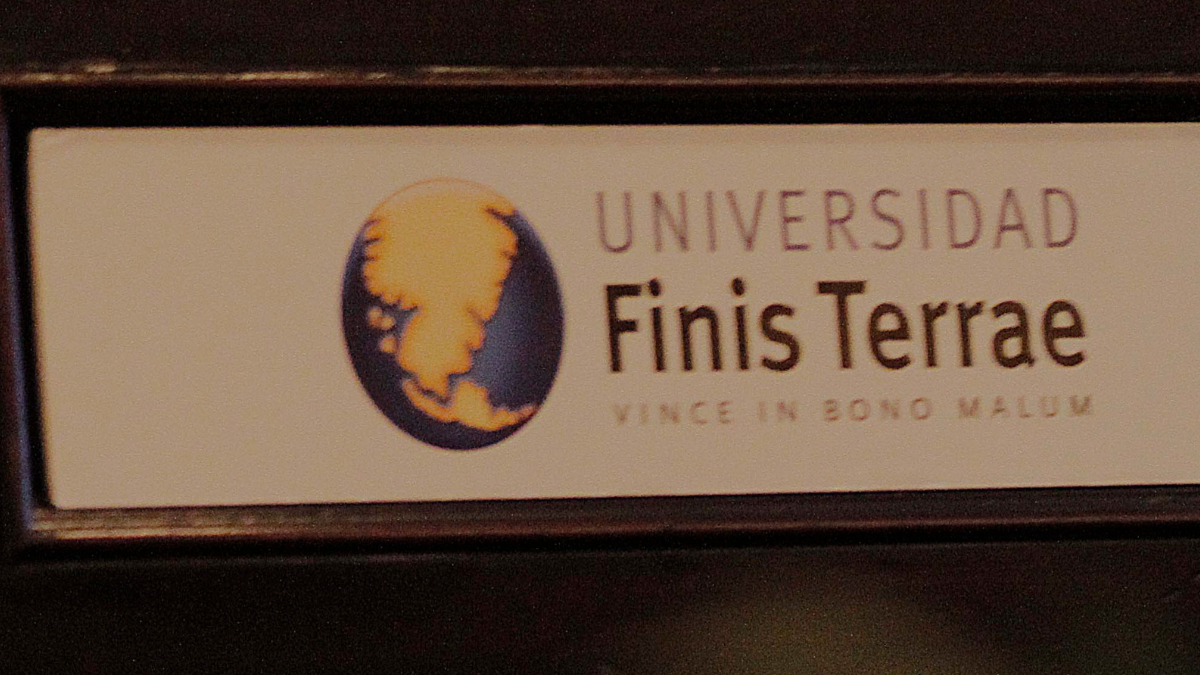 UNIVERSIDAD
Finis Terrae
VINCE IN BONO MALUM